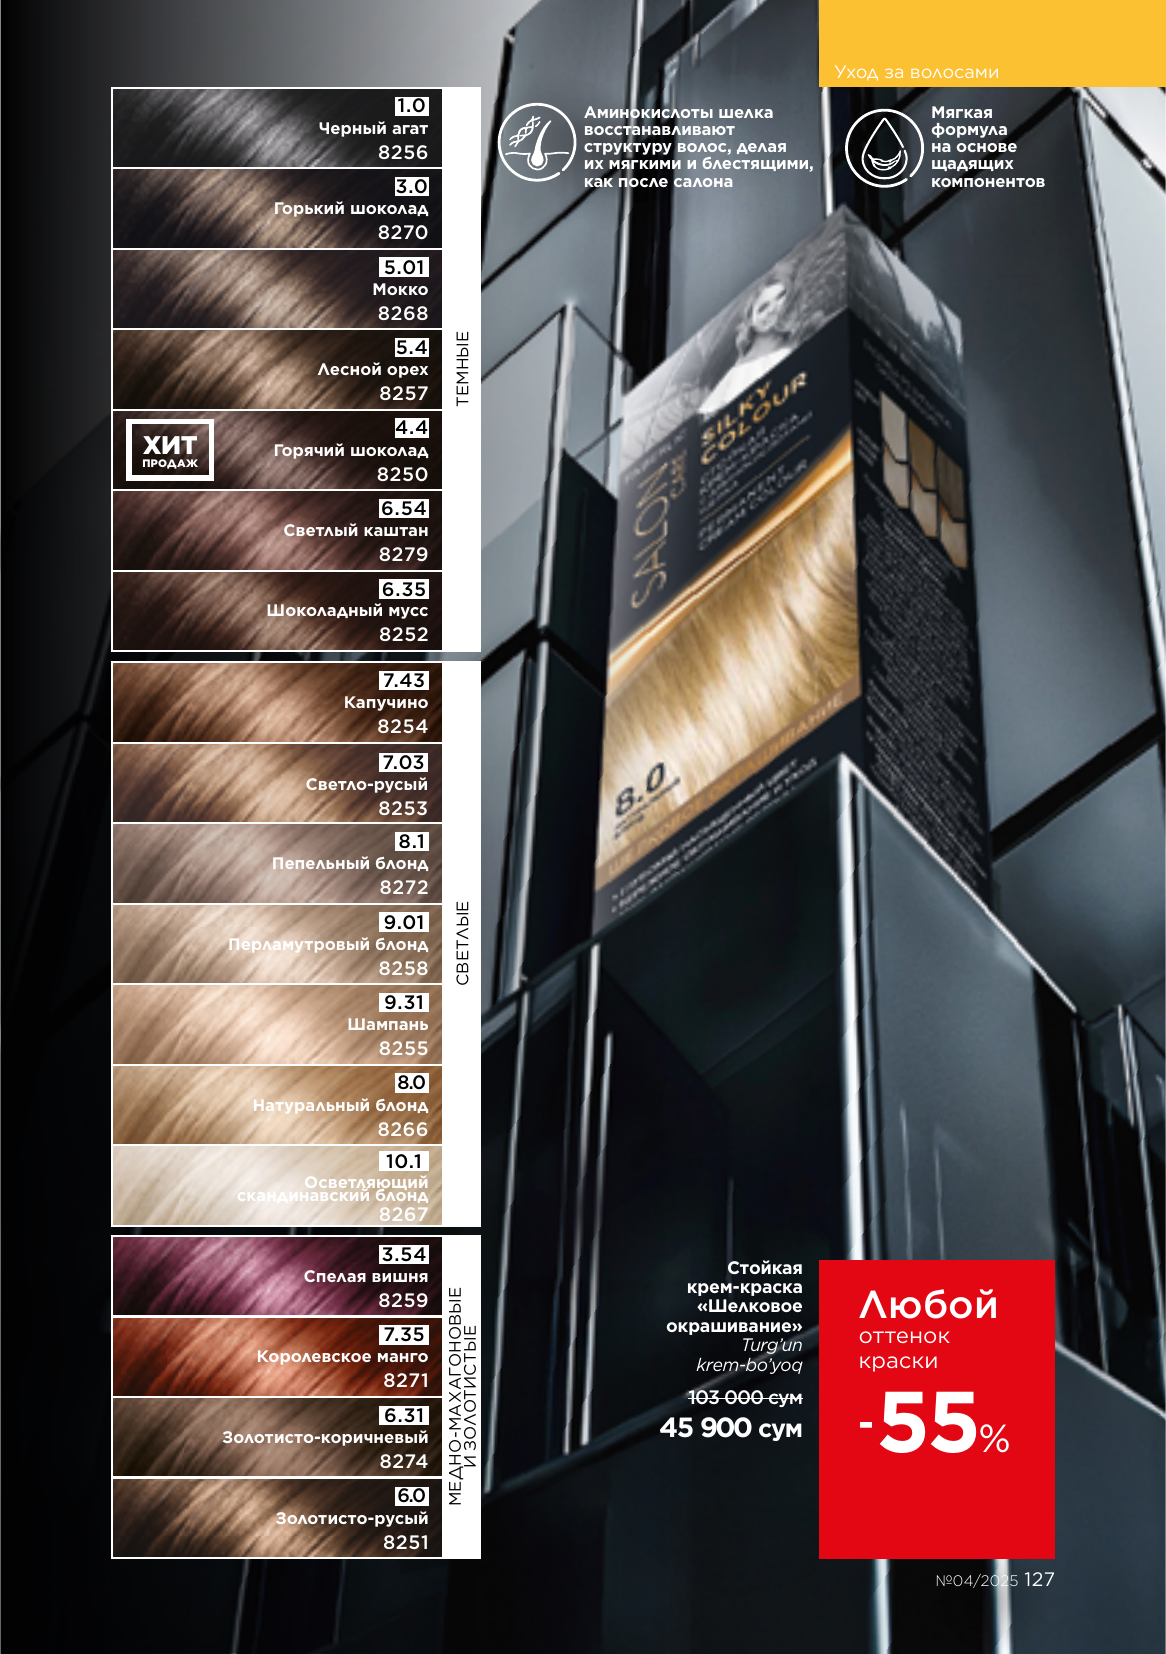 Уход за волосами
Аминокислоты шелка
восстанавливают
структуру волос, делая
их мягкими и блестящими,
как после салона
Мягкая
формула
на основе
щадящих
компонентов
1.0
Черный агат
8256
3.0
Горький шоколад
8270
5.01
Мокко
8268
5.4
Лесной орех
8257
ХИТ
ПРОДАЖ
4.4
Горячий шоколад
8250
6.54
Светлый каштан
8279
6.35
Шоколадный мусс
8252
ТЕМНЫЕ
7.43
Капучино
8254
7.03
Светло-русый
8253
8.1
Пепельный блонд
8272
9.01
Перламутровый блонд
8258
9.31
Шампань
8255
8.0
Натуральный блонд
8266
10.1
Осветляющий
скандинавский блонд
8267
СВЕТЛЫЕ
3.54
Спелая вишня
8259
7.35
Королевское манго
8271
6.31
Золотисто-коричневый
8274
6.0
Золотисто-русый
8251
МЕДНО-МАХАГОНОВЫЕ
И ЗОЛОТИСТЫЕ
SALON
CARE
SILKY
COLOUR
PERMANENT
CREAM COLOUR
8.0
Стойкая
крем-краска
«Шелковое
окрашивание»
Turg'un
krem-bo'yoq
103 000 сум
45 900 сум
Любой
оттенок
краски
-55%
№04/2025 127